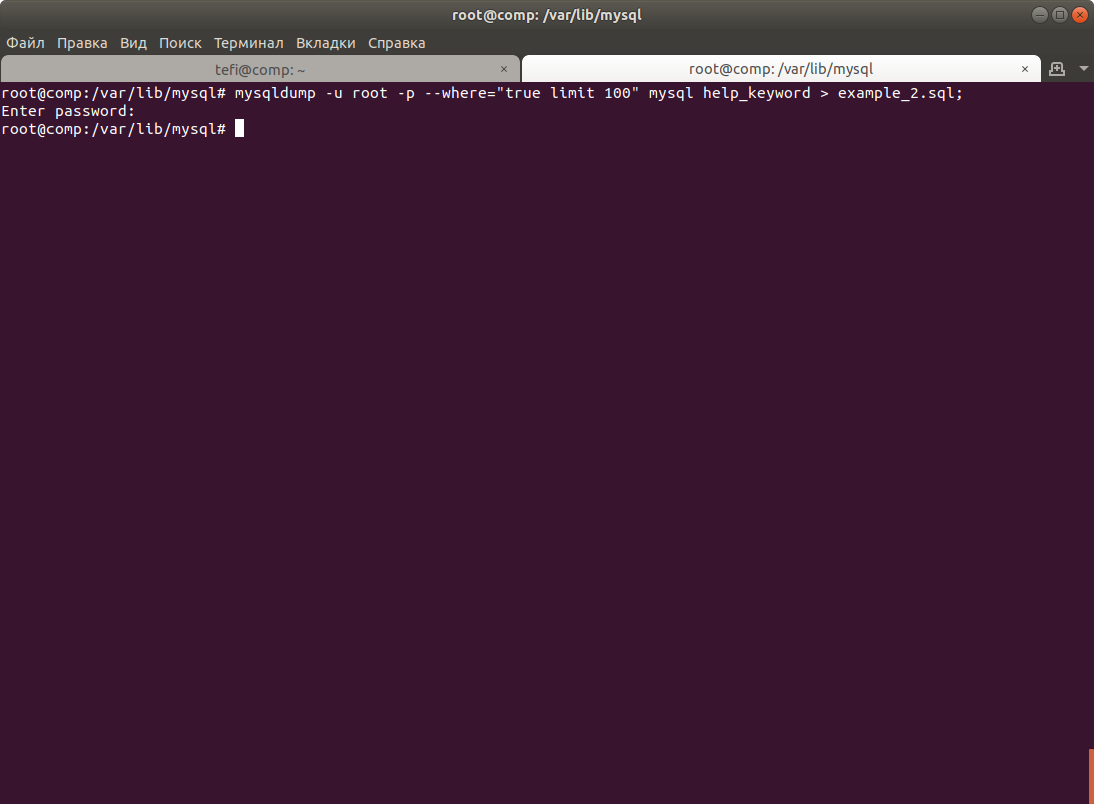 root@comp: /var/lib/mysql
Файл Правка Вид Поиск Терминал Вкладки Справка
tefi@comp: ~ × root@comp: /var/lib/mysql ×
root@comp:/var/lib/mysql# mysqldump -u root -p --where="true limit 100" mysql help_keyword > example_2.sql;
Enter password:
root@comp:/var/lib/mysql#